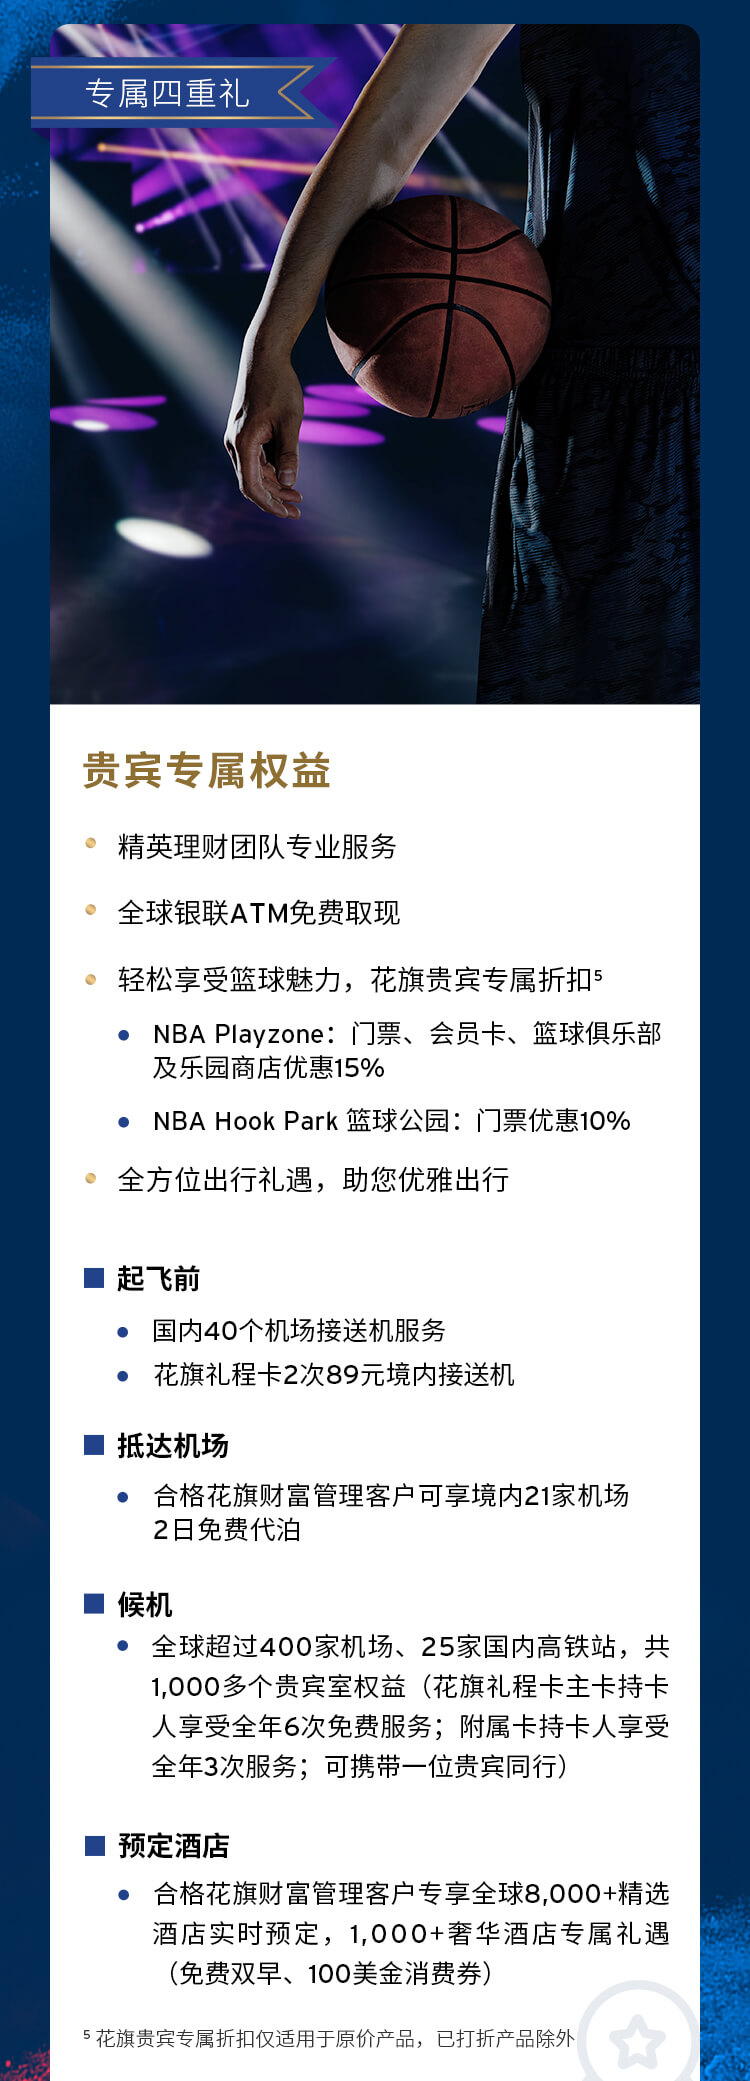 专属四重礼
贵宾专属权益
精英理财团队专业服务
全球银联ATM免费取现
轻松享受篮球魅力，花旗贵宾专属折扣⁵
NBA Playzone：门票、会员卡、篮球俱乐部
及乐园商店优惠15%
NBA Hook Park 篮球公园：门票优惠10%
全方位出行礼遇，助您优雅出行
起飞前
国内40个机场接送机服务
花旗礼程卡2次89元境内接送机
抵达机场
合格花旗财富管理客户可享境内21家机场
2日免费代泊
候机
全球超过400家机场、25家国内高铁站，共
1,000多个贵宾室权益（花旗礼程卡主卡持卡
人享受全年6次免费服务；附属卡持卡人享受
全年3次服务；可携带一位贵宾同行）
预定酒店
合格花旗财富管理客户专享全球8,000+精选
酒店实时预定，1,000+奢华酒店专属礼遇
（免费双早、100美金消费券）
⁵ 花旗贵宾专属折扣仅适用于原价产品，已打折产品除外